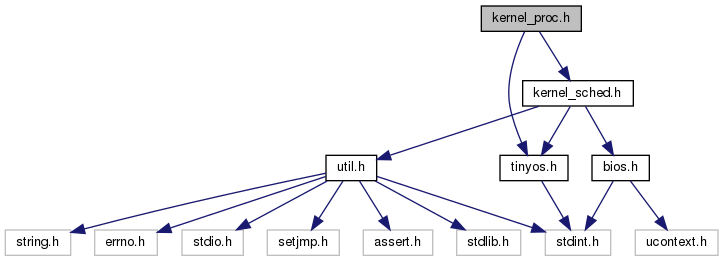 kernel_proc.h
kernel_sched.h
util.h
tinyos.h
bios.h
string.h
errno.h
stdio.h
setjmp.h
assert.h
stdlib.h
stdint.h
ucontext.h